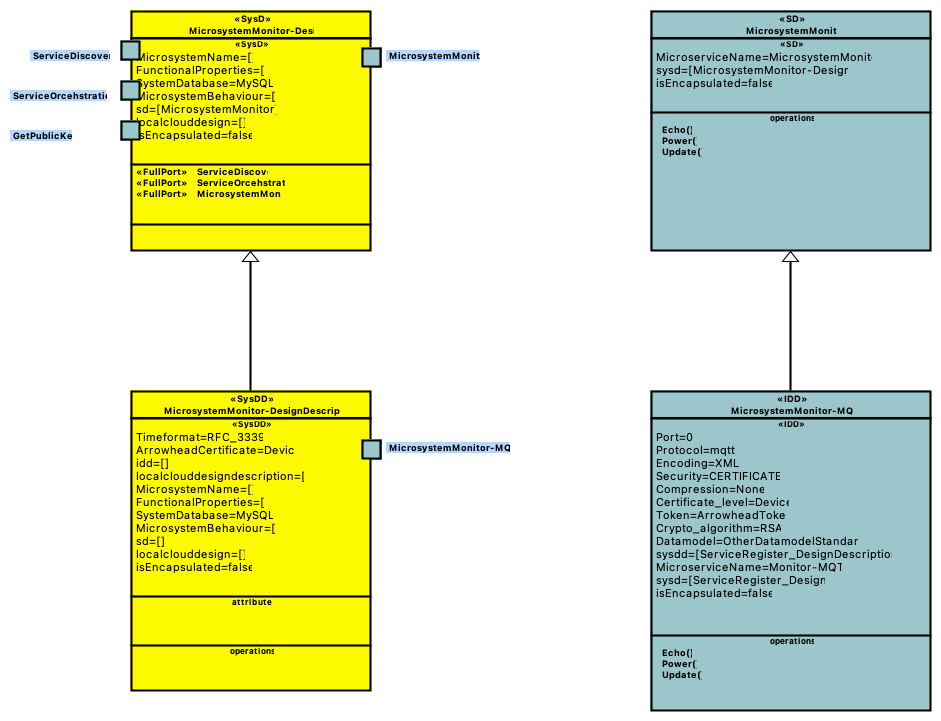 «SysD»
MicrosystemMonitor-Des
«SysD»
MicrosystemName=[
FunctionalProperties=[
SystemDatabase=MySQL
MicrosystemBehaviour=[
sd=[MicrosystemMonitor
localclouddesign=[]
isEncapsulated=false
«FullPort» ServiceDiscov
«FullPort» ServiceOrcehstrat
«FullPort» MicrosystemMon
ServiceDiscover
ServiceOrcehstratio
GetPublicKe
MicrosystemMonit
«SD»
MicrosystemMonit
«SD»
MicroserviceName=MicrosystemMonit
sysd=[MicrosystemMonitor-Design
isEncapsulated=false
operations
Echo()
Power(
Update(
«SysDD»
MicrosystemMonitor-DesignDescrip
«SysDD»
Timeformat=RFC_3339
ArrowheadCertificate=Devic
idd=[]
localclouddesigndescription=[
MicrosystemName=[
FunctionalProperties=[
SystemDatabase=MySQL
MicrosystemBehaviour=[
sd=[]
localclouddesign=[]
isEncapsulated=false
attribute
operations
MicrosystemMonitor-MQ
«IDD»
MicrosystemMonitor-MQ
«IDD»
Port=0
Protocol=mqtt
Encoding=XML
Security=CERTIFICATE
Compression=None
Certificate_level=Device
Token=ArrowheadToke
Crypto_algorithm=RSA
Datamodel=OtherDatamodelStandar
sysdd=[ServiceRegister_DesignDescriptio
MicroserviceName=Monitor-MQT
sysd=[ServiceRegister_Design
isEncapsulated=false
operations
Echo()
Power(
Update(